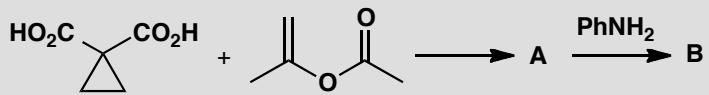 HO₂C CO₂H + O O A PhNH₂ B